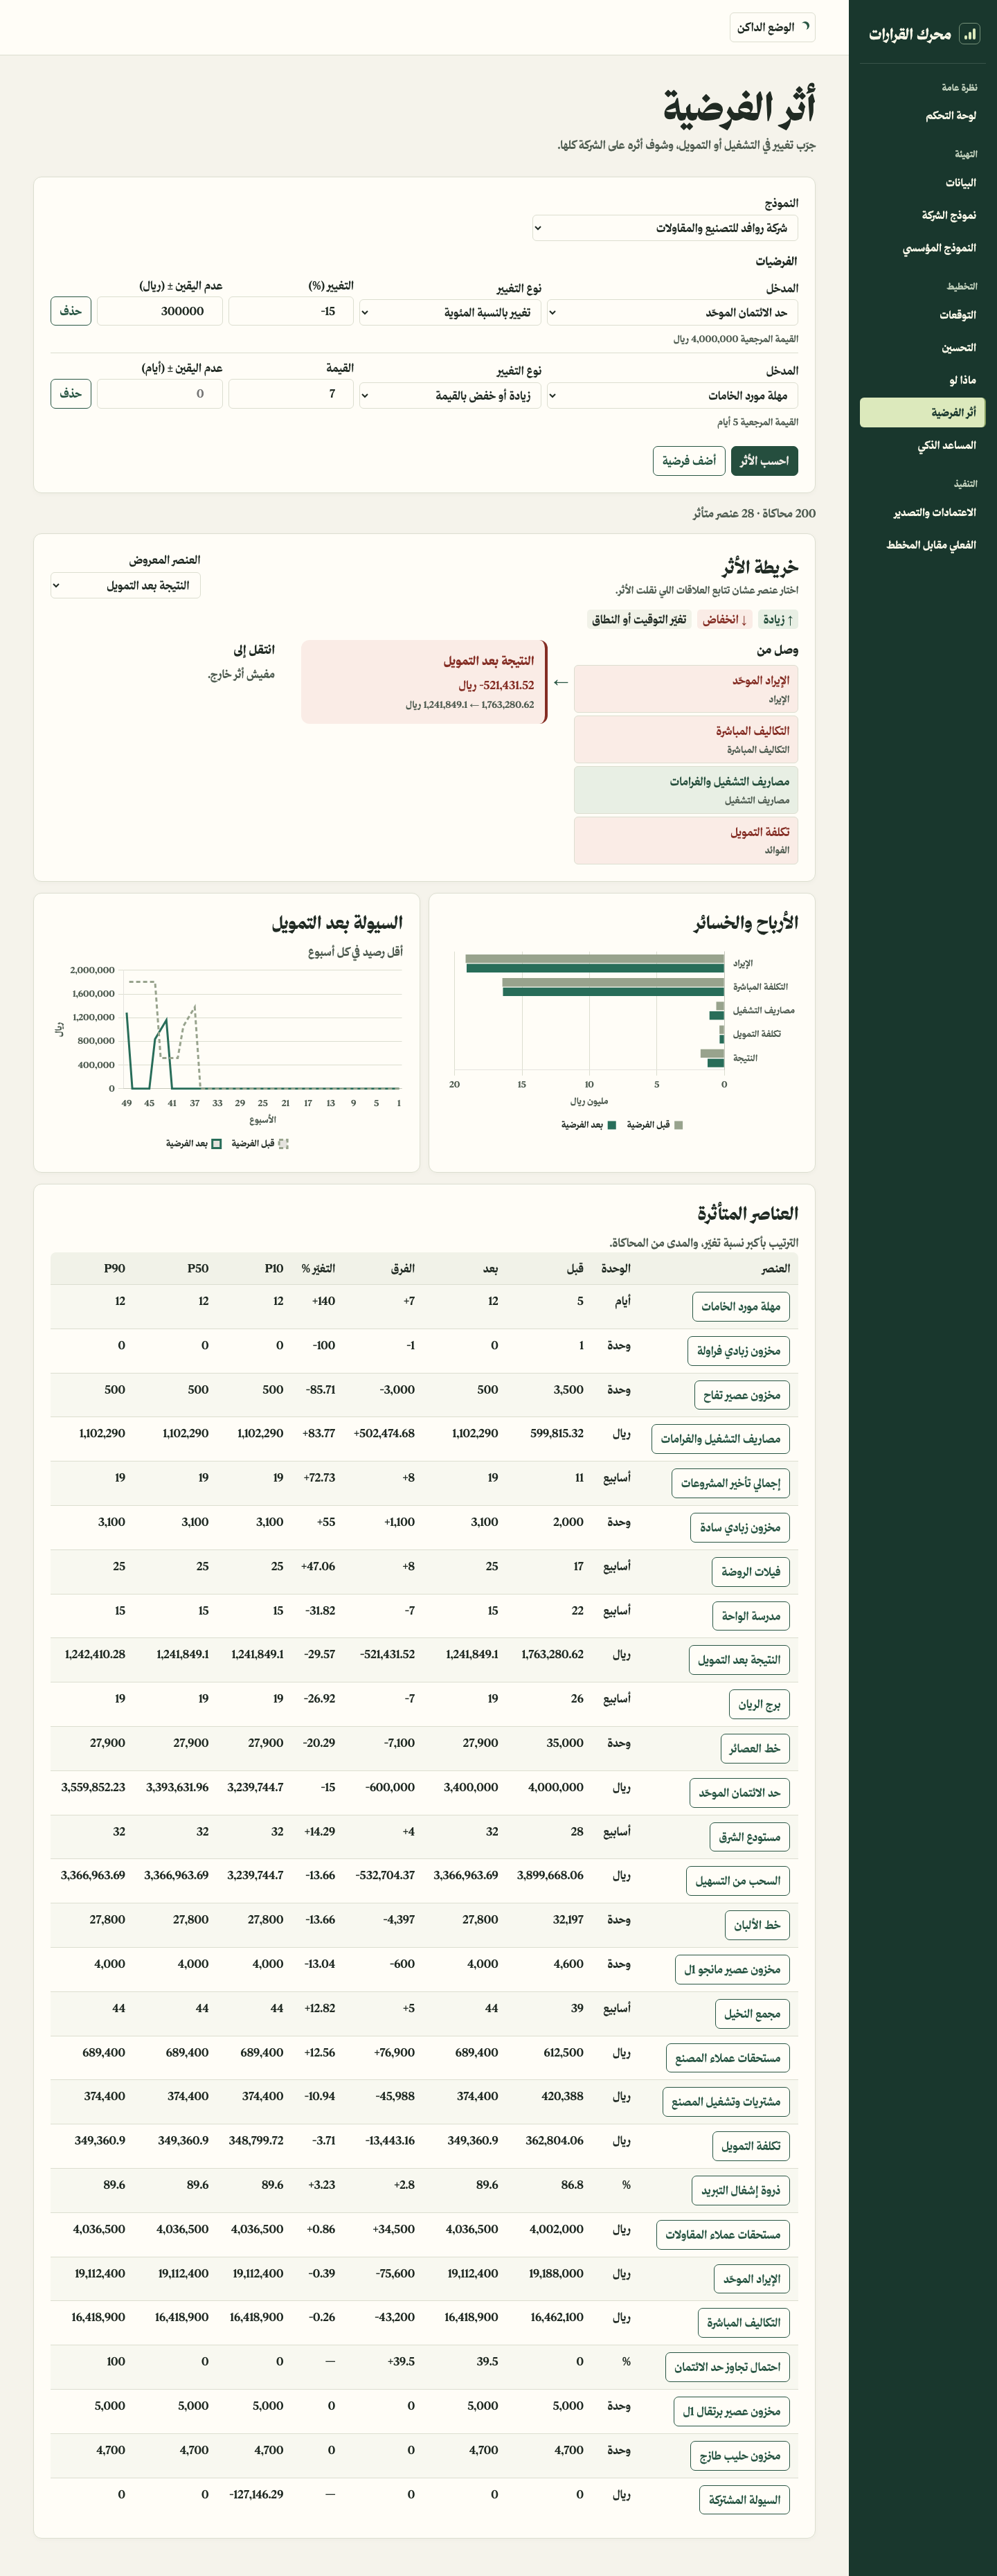 محرك القرارات
نظرة عامة
لوحة التحكم
التهيئة
البيانات
نموذج الشركة
النموذج المؤسسي
التخطيط
التوقعات
التحسين
ماذا لو
أثر الفرضية
المساعد الذكي
التنفيذ
الاعتمادات والتصدير
الفعلي مقابل المخطط
الوضع الداكن
أثر الفرضية
جرّب تغيير في التشغيل أو التمويل، وشوف أثره على الشركة كلها.
النموذج
شركة روافد للتصنيع والمقاولات
الفرضيات
المدخل نوع التغيير التغيير (%) عدم اليقين ± (ريال)
حد الائتمان الموحّد تغيير بالنسبة المئوية -15 300000 حذف
القيمة المرجعية 4,000,000 ريال
المدخل نوع التغيير القيمة عدم اليقين ± (أيام)
مهلة مورد الخامات زيادة أو خفض بالقيمة 7 0 حذف
القيمة المرجعية 5 أيام
احسب الأثر أضف فرضية
200 محاكاة · 28 عنصر متأثر
خريطة الأثر
اختار عنصر عشان تتابع العلاقات اللي نقلت الأثر.
العنصر المعروض
النتيجة بعد التمويل
↑ زيادة ↓ انخفاض تغيّر التوقيت أو النطاق
وصل من
الإيراد الموحّد
الإيراد
التكاليف المباشرة
التكاليف المباشرة
مصاريف التشغيل والغرامات
مصاريف التشغيل
تكلفة التمويل
الفوائد
←
النتيجة بعد التمويل
-521,431.52 ريال
1,763,280.62 ← 1,241,849.1 ريال
انتقل إلى
مفيش أثر خارج.
الأرباح والخسائر
الإيراد
التكلفة المباشرة
مصاريف التشغيل
تكلفة التمويل
النتيجة
0 5 10 15 20
مليون ريال
قبل الفرضية بعد الفرضية
السيولة بعد التمويل
أقل رصيد في كل أسبوع
2,000,000
1,600,000
1,200,000
800,000
400,000
0
ريال
1 5 9 13 17 21 25 29 33 37 41 45 49
الأسبوع
قبل الفرضية بعد الفرضية
العناصر المتأثرة
الترتيب بأكبر نسبة تغيّر، والمدى من المحاكاة.
العنصر الوحدة قبل بعد الفرق التغيّر % P10 P50 P90
مهلة مورد الخامات أيام 5 12 +7 +140 12 12 12
مخزون زبادي فراولة وحدة 1 0 -1 -100 0 0 0
مخزون عصير تفاح وحدة 3,500 500 -3,000 -85.71 500 500 500
مصاريف التشغيل والغرامات ريال 599,815.32 1,102,290 +502,474.68 +83.77 1,102,290 1,102,290 1,102,290
إجمالي تأخير المشروعات أسابيع 11 19 +8 +72.73 19 19 19
مخزون زبادي سادة وحدة 2,000 3,100 +1,100 +55 3,100 3,100 3,100
فيلات الروضة أسابيع 17 25 +8 +47.06 25 25 25
مدرسة الواحة أسابيع 22 15 -7 -31.82 15 15 15
النتيجة بعد التمويل ريال 1,763,280.62 1,241,849.1 -521,431.52 -29.57 1,241,849.1 1,241,849.1 1,242,410.28
برج الريان أسابيع 26 19 -7 -26.92 19 19 19
خط العصائر وحدة 35,000 27,900 -7,100 -20.29 27,900 27,900 27,900
حد الائتمان الموحّد ريال 4,000,000 3,400,000 -600,000 -15 3,239,744.7 3,393,631.96 3,559,852.23
مستودع الشرق أسابيع 28 32 +4 +14.29 32 32 32
السحب من التسهيل ريال 3,899,668.06 3,366,963.69 -532,704.37 -13.66 3,239,744.7 3,366,963.69 3,366,963.69
خط الألبان وحدة 32,197 27,800 -4,397 -13.66 27,800 27,800 27,800
مخزون عصير مانجو 1ل وحدة 4,600 4,000 -600 -13.04 4,000 4,000 4,000
مجمع النخيل أسابيع 39 44 +5 +12.82 44 44 44
مستحقات عملاء المصنع ريال 612,500 689,400 +76,900 +12.56 689,400 689,400 689,400
مشتريات وتشغيل المصنع ريال 420,388 374,400 -45,988 -10.94 374,400 374,400 374,400
تكلفة التمويل ريال 362,804.06 349,360.9 -13,443.16 -3.71 348,799.72 349,360.9 349,360.9
ذروة إشغال التبريد % 86.8 89.6 +2.8 +3.23 89.6 89.6 89.6
مستحقات عملاء المقاولات ريال 4,002,000 4,036,500 +34,500 +0.86 4,036,500 4,036,500 4,036,500
الإيراد الموحّد ريال 19,188,000 19,112,400 -75,600 -0.39 19,112,400 19,112,400 19,112,400
التكاليف المباشرة ريال 16,462,100 16,418,900 -43,200 -0.26 16,418,900 16,418,900 16,418,900
احتمال تجاوز حد الائتمان % 0 39.5 +39.5 — 0 0 100
مخزون عصير برتقال 1ل وحدة 5,000 5,000 0 0 5,000 5,000 5,000
مخزون حليب طازج وحدة 4,700 4,700 0 0 4,700 4,700 4,700
السيولة المشتركة ريال 0 0 0 — -127,146.29 0 0